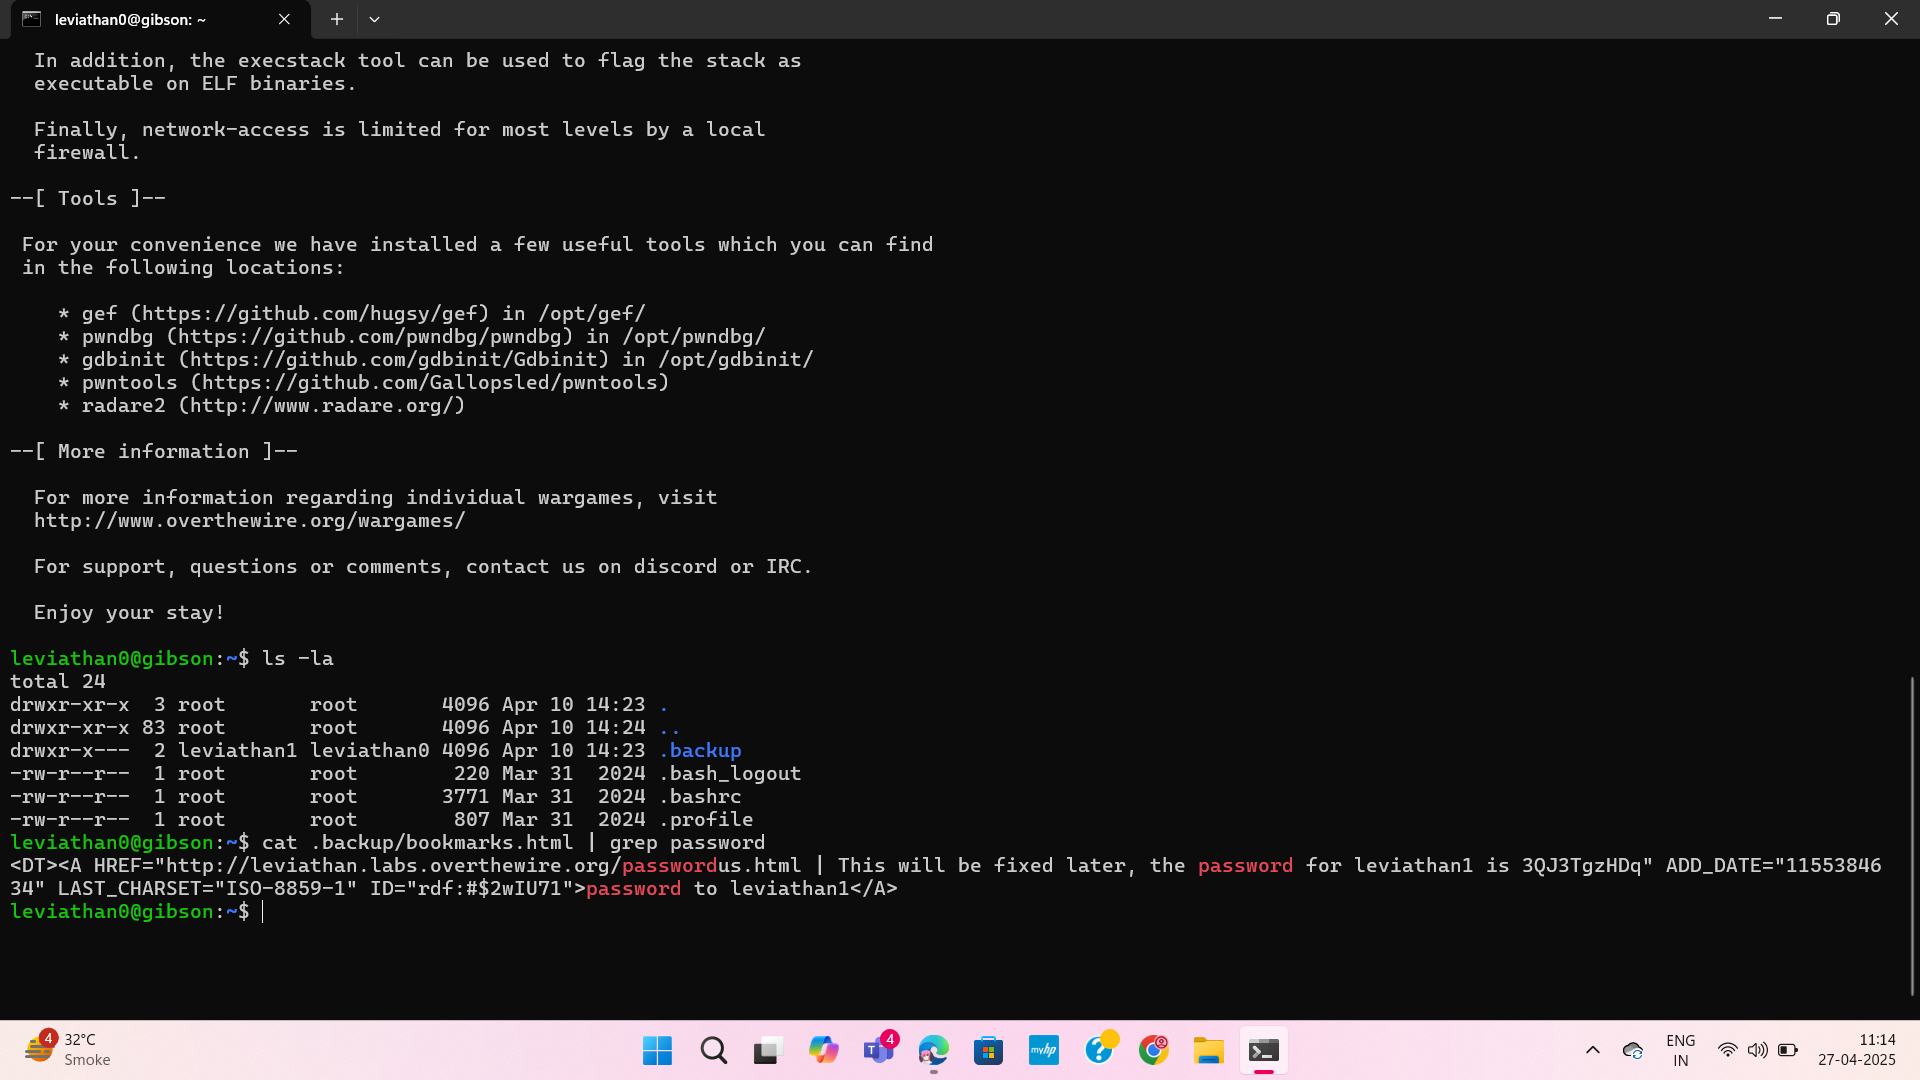 leviathan0@gibson: ~
In addition, the execstack tool can be used to flag the stack as
executable on ELF binaries.
Finally, network-access is limited for most levels by a local
firewall.
--[ Tools ]--
For your convenience we have installed a few useful tools which you can find
in the following locations:
* gef (https://github.com/hugsy/gef) in /opt/gef/
* pwndbg (https://github.com/pwndbg/pwndbg) in /opt/pwndbg/
* gdbinit (https://github.com/gdbinit/Gdbinit) in /opt/gdbinit/
* pwntools (https://github.com/Gallopsled/pwntools)
* radare2 (http://www.radare.org/)
--[ More information ]--
For more information regarding individual wargames, visit
http://www.overthewire.org/wargames/
For support, questions or comments, contact us on discord or IRC.
Enjoy your stay!
leviathan0@gibson:~$ ls -la
total 24
drwxr-xr-x  3 root       root       4096 Apr 10 14:23 .
drwxr-xr-x 83 root       root       4096 Apr 10 14:24 ..
drwxr-x---  2 leviathan1 leviathan0 4096 Apr 10 14:23 .backup
-rw-r--r--  1 root       root        220 Mar 31  2024 .bash_logout
-rw-r--r--  1 root       root       3771 Mar 31  2024 .bashrc
-rw-r--r--  1 root       root        807 Mar 31  2024 .profile
leviathan0@gibson:~$ cat .backup/bookmarks.html | grep password
<DT><A HREF="http://leviathan.labs.overthewire.org/passwordus.html | This will be fixed later, the password for leviathan1 is 3QJ3TgzHDq" ADD_DATE="11553846
34" LAST_CHARSET="ISO-8859-1" ID="rdf:#$2wIU71">password to leviathan1</A>
leviathan0@gibson:~$
4
32°C
Smoke
T
4
myhp
ENG
IN
11:14
27-04-2025